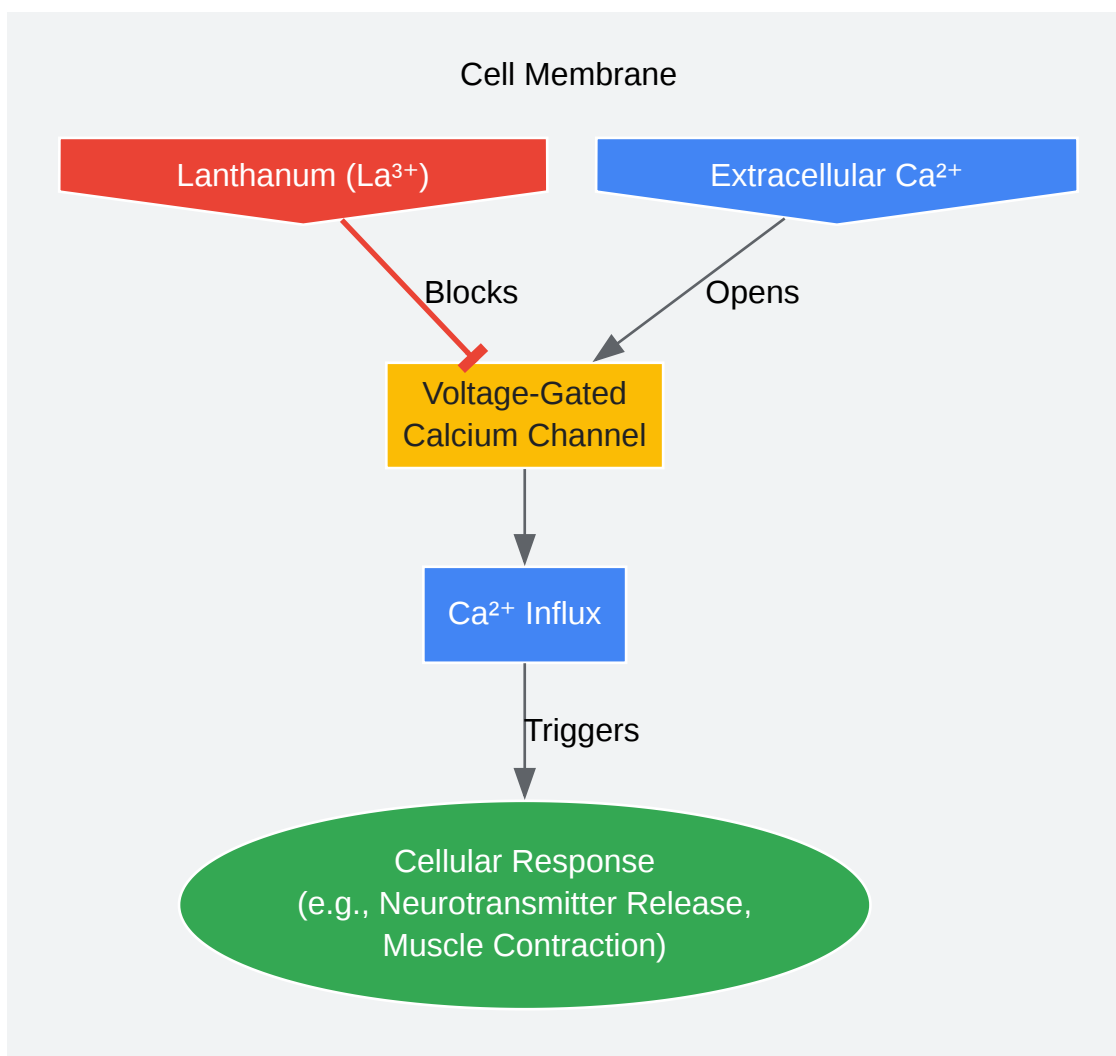 Cell Membrane
Lanthanum (La³⁺)
Extracellular Ca²⁺
Blocks
Opens
Voltage-Gated
Calcium Channel
Ca²⁺ Influx
Triggers
Cellular Response
(e.g., Neurotransmitter Release,
Muscle Contraction)